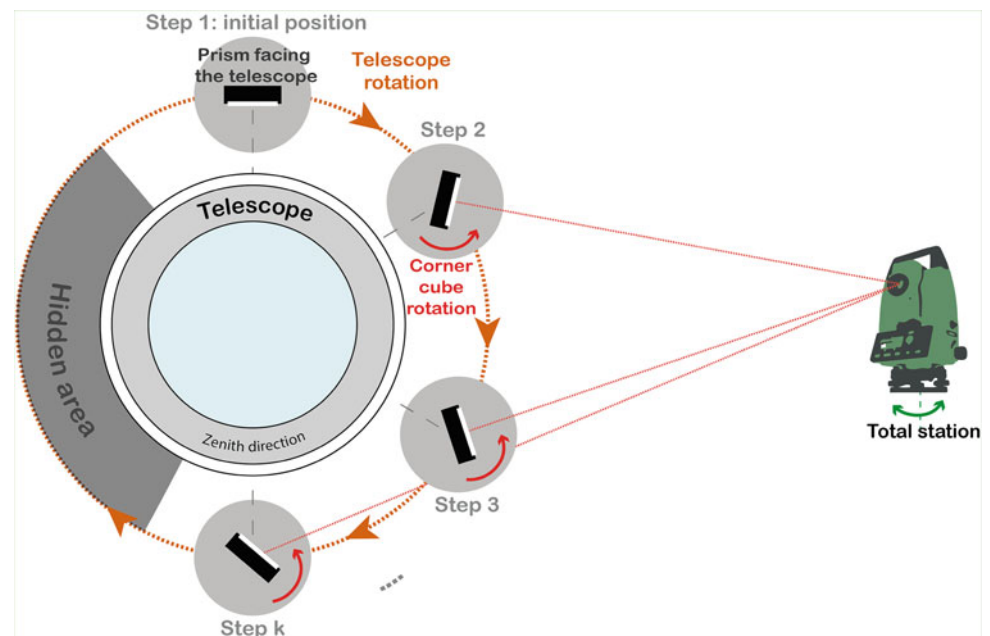 Step 1: initial position
Prism facing
the telescope
Telescope
rotation
Step 2
Telescope
Corner
cube
rotation
Hidden area
Zenith direction
Total station
Step 3
Step k